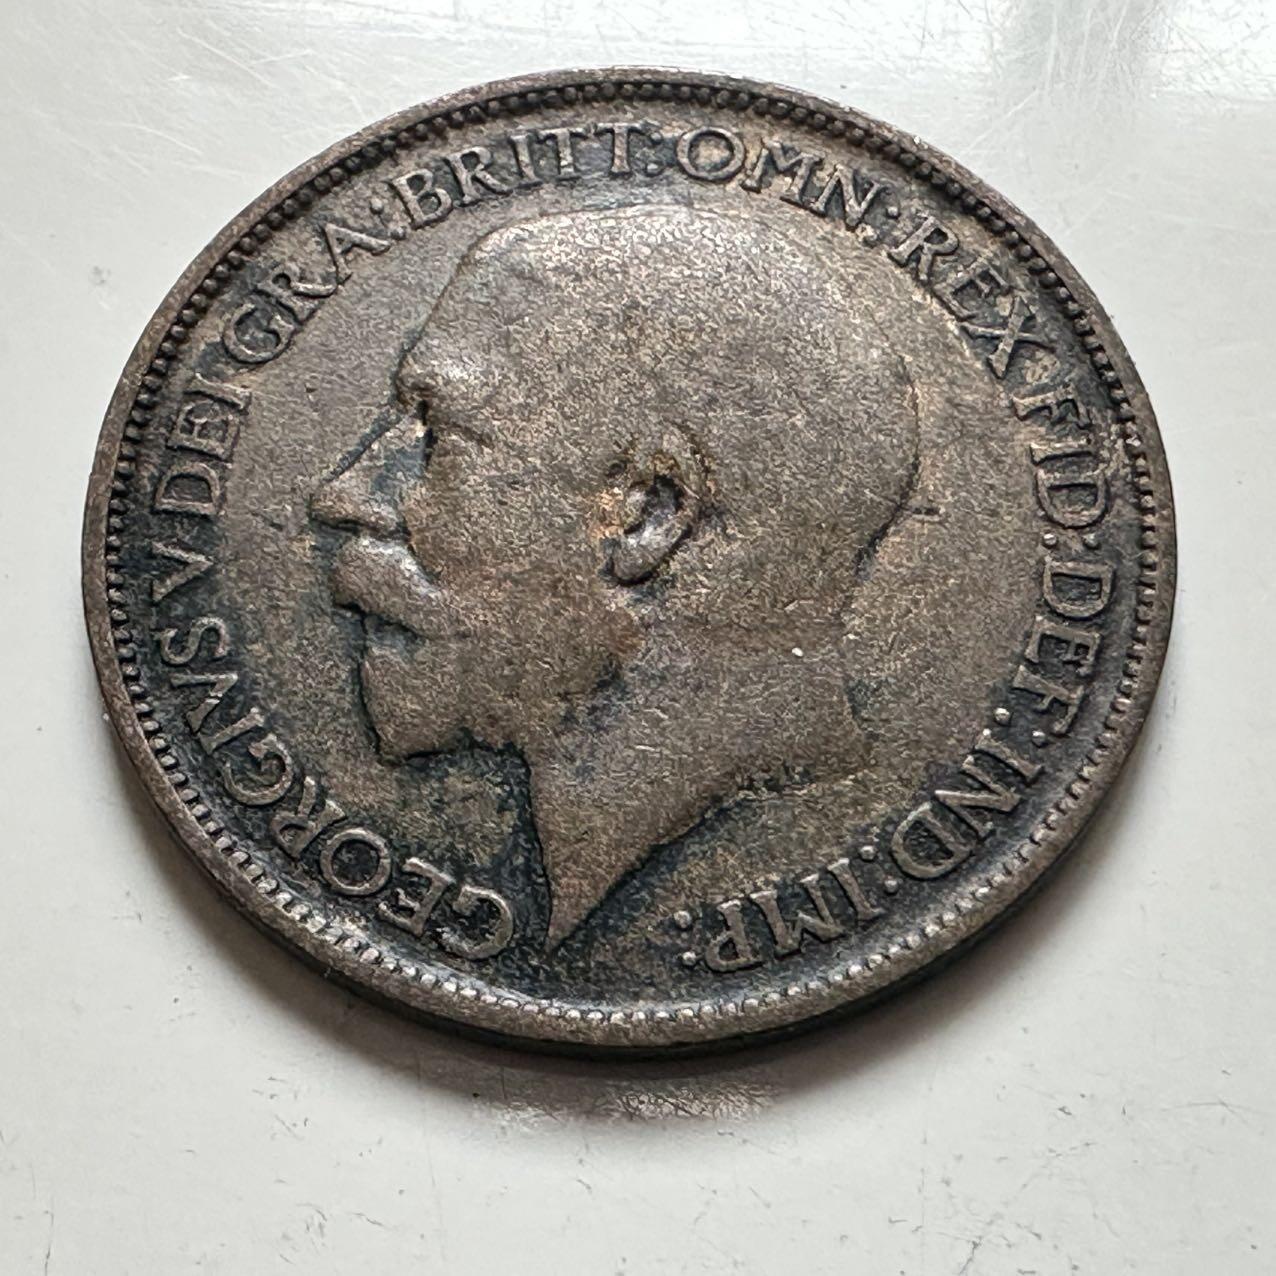 GEORGIVS V DEI GRA: BRITT: OMN: REX FID: DEF: IND: IMP: